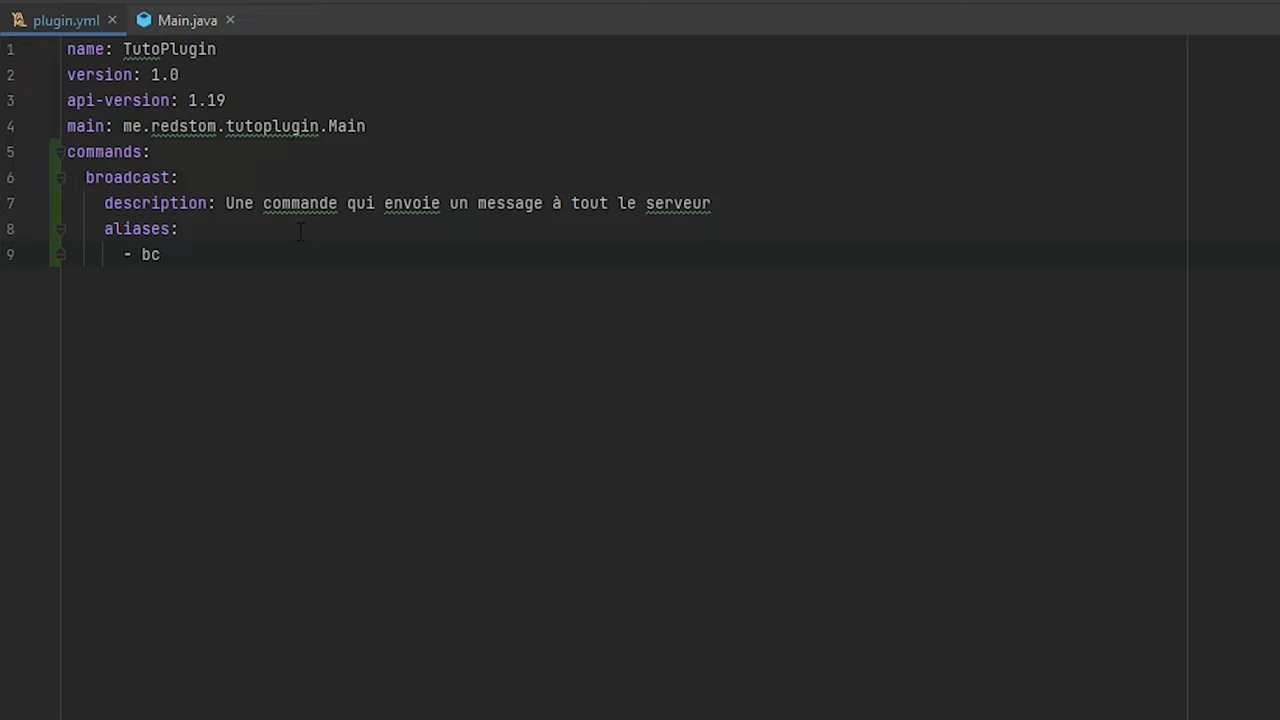 plugin.yml Main.java
1 name: TutoPlugin
2 version: 1.0
3 api-version: 1.19
4 main: me.redstom.tutoplugin.Main
5 commands:
6 broadcast:
7 description: Une commande qui envoie un message à tout le serveur
8 aliases:
9 - bc